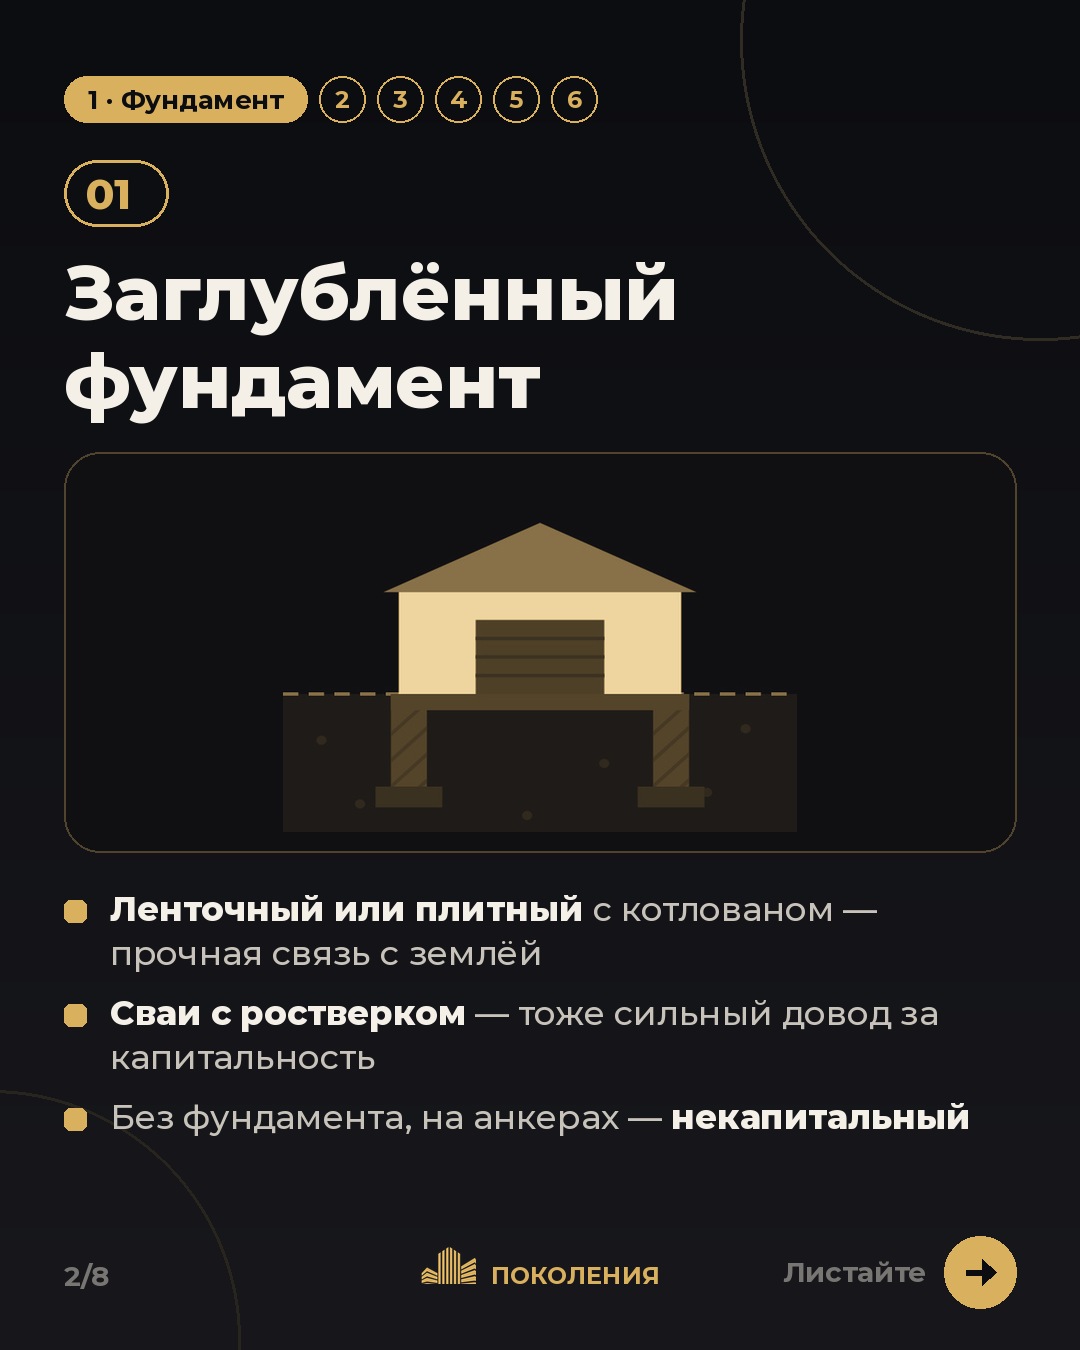 1 · Фундамент 2 3 4 5 6
01
Заглублённый
фундамент
Ленточный или плитный с котлованом —
прочная связь с землёй
Сваи с ростверком — тоже сильный довод за
капитальность
Без фундамента, на анкерах — некапитальный
2/8 ПОКОЛЕНИЯ Листайте